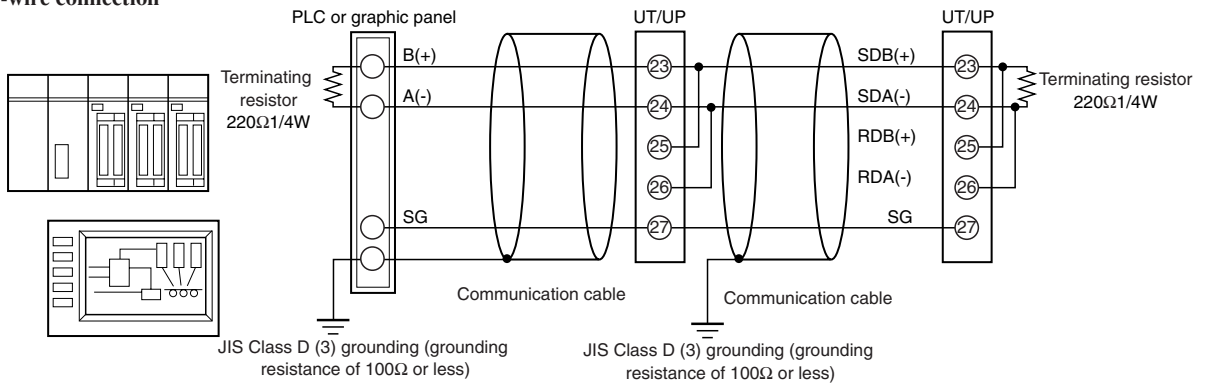 -wire connection
PLC or graphic panel
UT/UP
UT/UP
B(+)
23
SDB(+)
23
Terminating
resistor
220Ω1/4W
A(-)
24
SDA(-)
24
Terminating resistor
220Ω1/4W
25
RDB(+)
25
26
RDA(-)
26
SG
27
SG
27
Communication cable
Communication cable
JIS Class D (3) grounding (grounding
resistance of 100Ω or less)
JIS Class D (3) grounding (grounding
resistance of 100Ω or less)